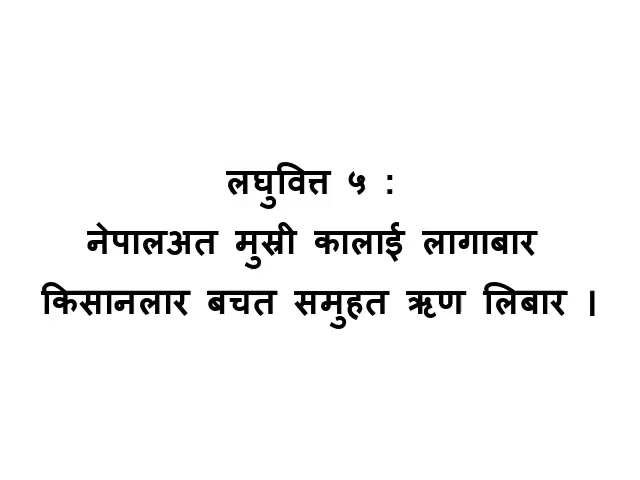 लघुवित्त ५ :
नेपालअत मुस्री कालाई लागाबार
किसानलार बचत समुहत ऋण लिबार ।